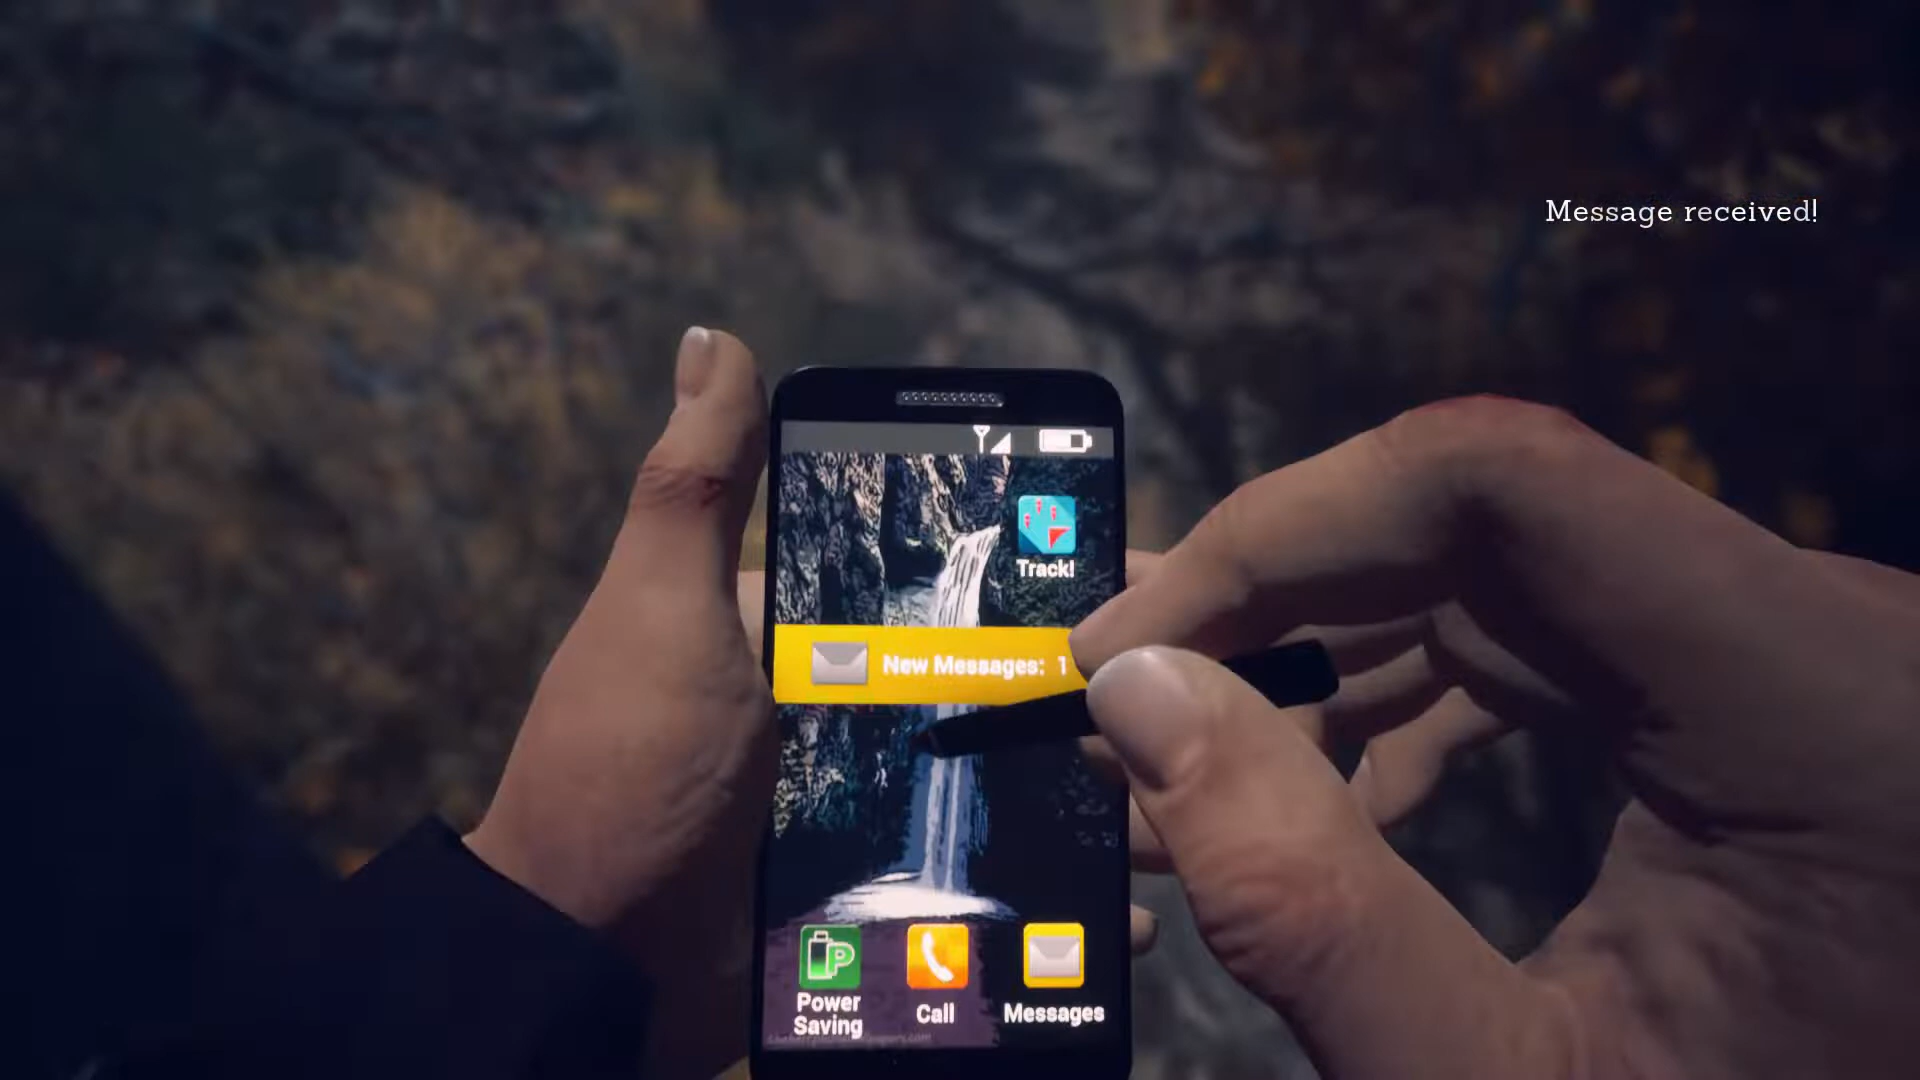 Message received!
Track!
New Messages: 1
Power
Saving
Call
Messages